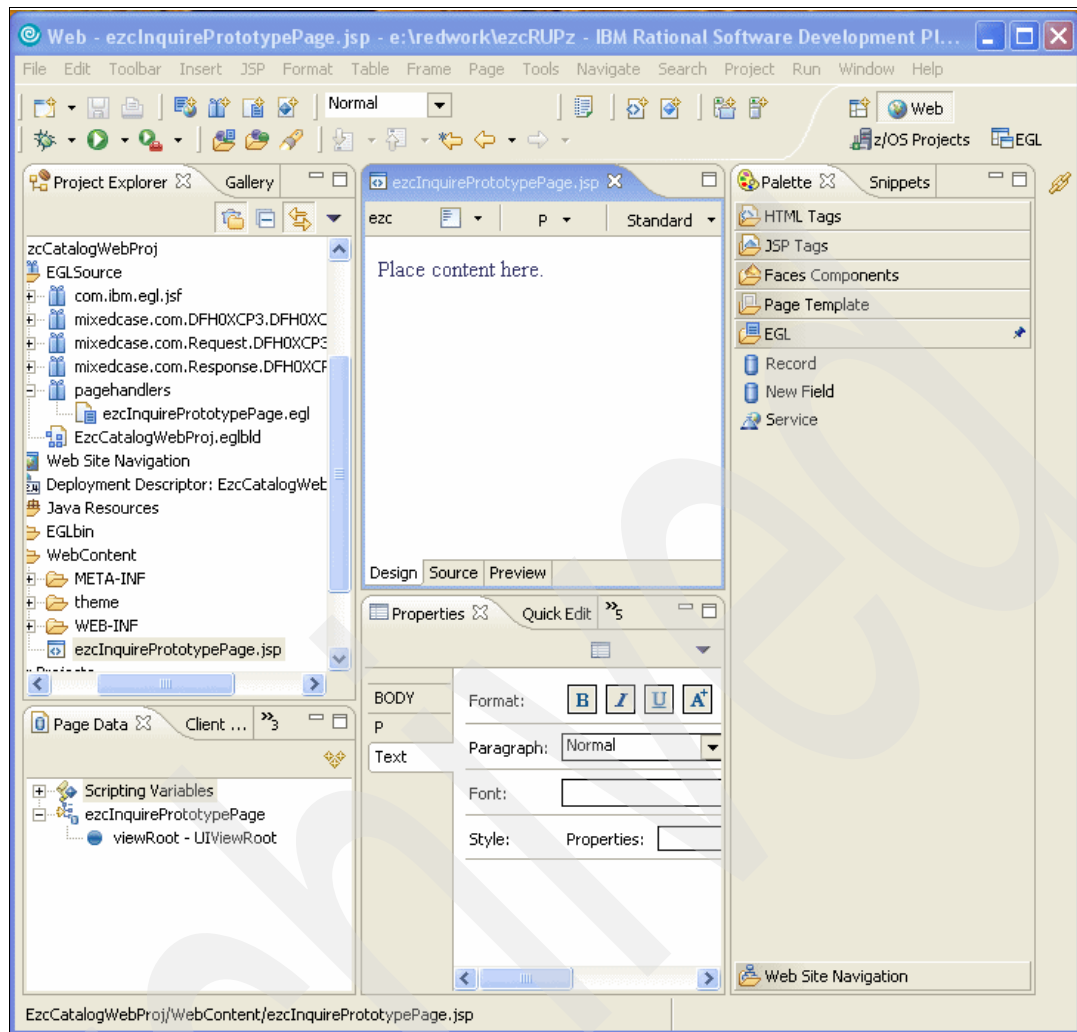 Web - ezcInquirePrototypePage.jsp - e:\redwork\ezcRUPz - IBM Rational Software Development Pl...
File Edit Toolbar Insert JSP Format Table Frame Page Tools Navigate Search Project Run Window Help
Normal
Web
z/OS Projects EGL
Project Explorer Gallery
zcCatalogWebProj
EGLSource
com.ibm.egl.jsf
mixedcase.com.DFH0XCP3.DFH0XC
mixedcase.com.Request.DFH0XCP3
mixedcase.com.Response.DFH0XCP
pagehandlers
ezcInquirePrototypePage.egl
EzcCatalogWebProj.eglbld
Web Site Navigation
Deployment Descriptor: EzcCatalogWeb
Java Resources
EGLbin
WebContent
META-INF
theme
WEB-INF
ezcInquirePrototypePage.jsp
ezcInquirePrototypePage.jsp
ezc P Standard
Place content here.
Design Source Preview
Palette Snippets
HTML Tags
JSP Tags
Faces Components
Page Template
EGL
Record
New Field
Service
Web Site Navigation
Page Data Client ... »3
Scripting Variables
ezcInquirePrototypePage
viewRoot - UIViewRoot
Properties Quick Edit »5
BODY
P
Text
Format: B I U A+
Paragraph: Normal
Font:
Style: Properties:
EzcCatalogWebProj/WebContent/ezcInquirePrototypePage.jsp